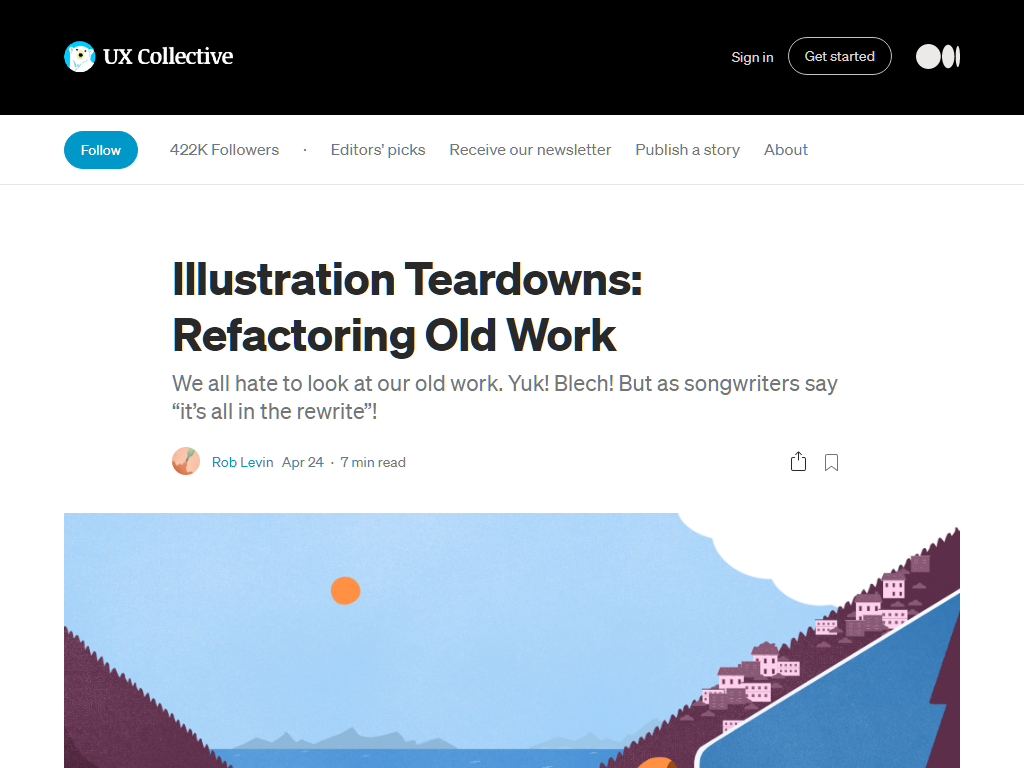 UX Collective
Sign in
Get started
Follow
422K Followers
·
Editors' picks
Receive our newsletter
Publish a story
About
Illustration Teardowns:
Refactoring Old Work
We all hate to look at our old work. Yuk! Blech! But as songwriters say
“it’s all in the rewrite”!
Rob Levin Apr 24 · 7 min read